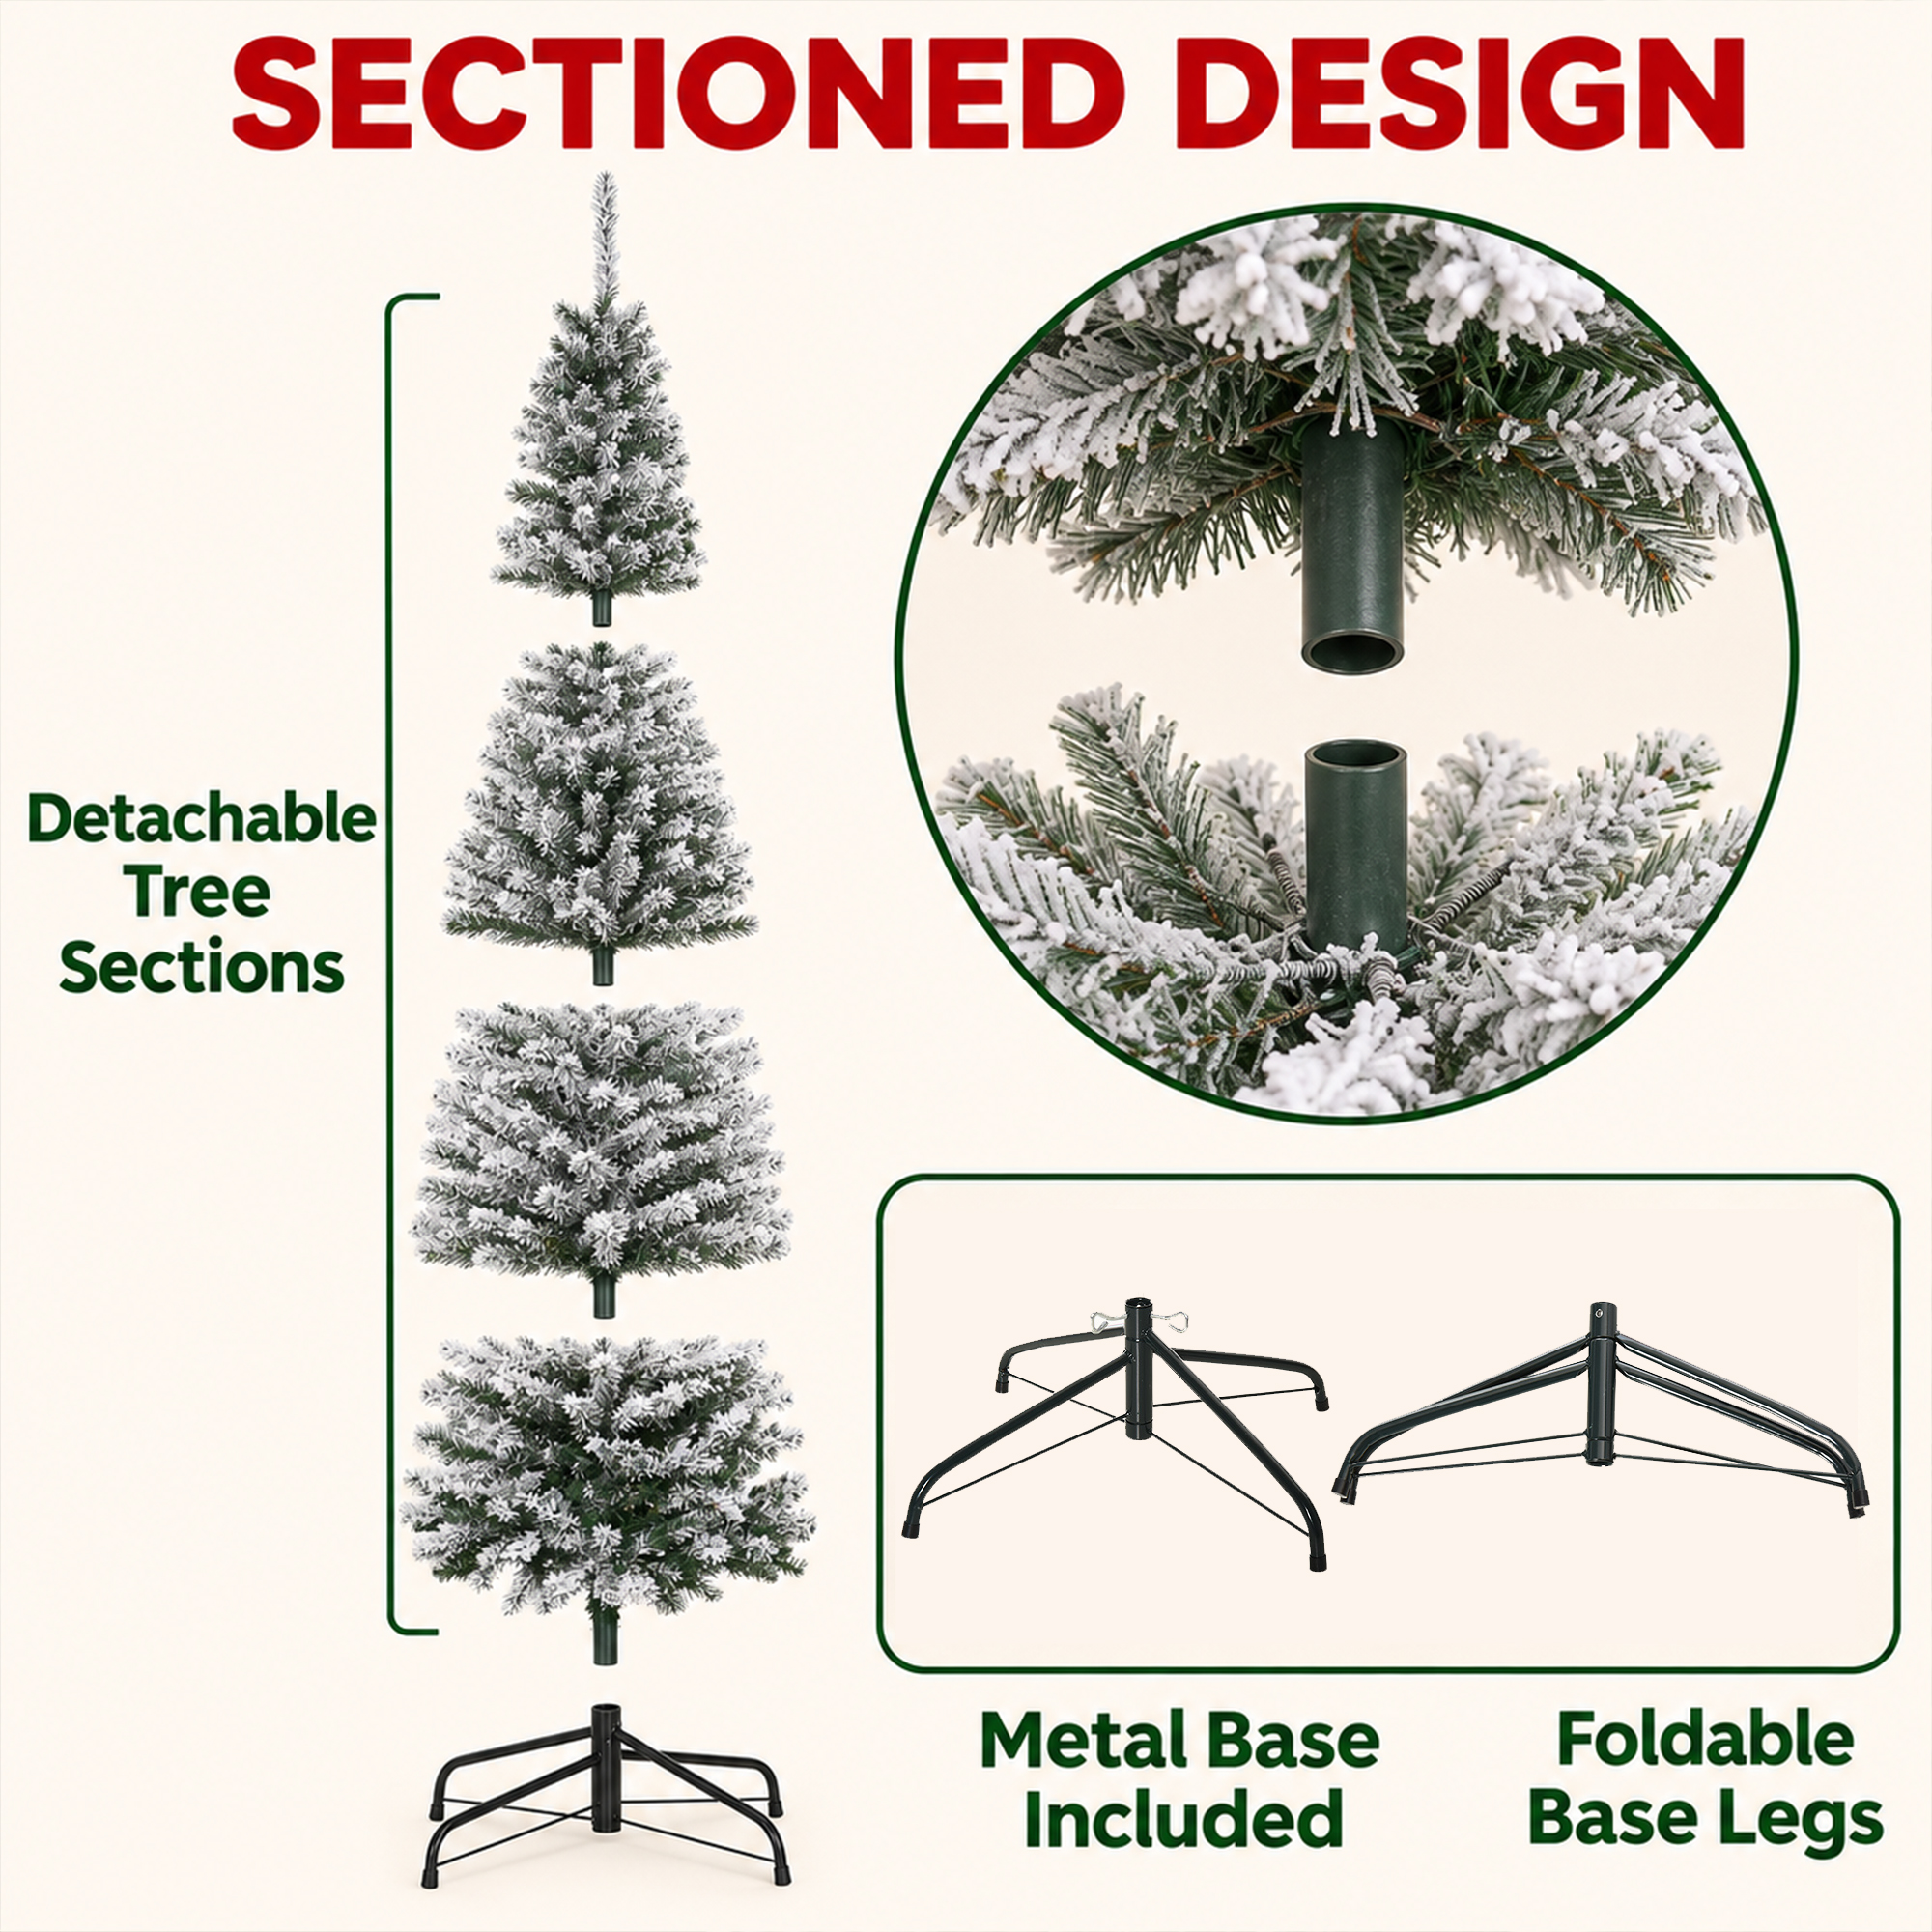 SECTIONED DESIGN
Detachable
Tree
Sections
Metal Base
Included
Foldable
Base Legs